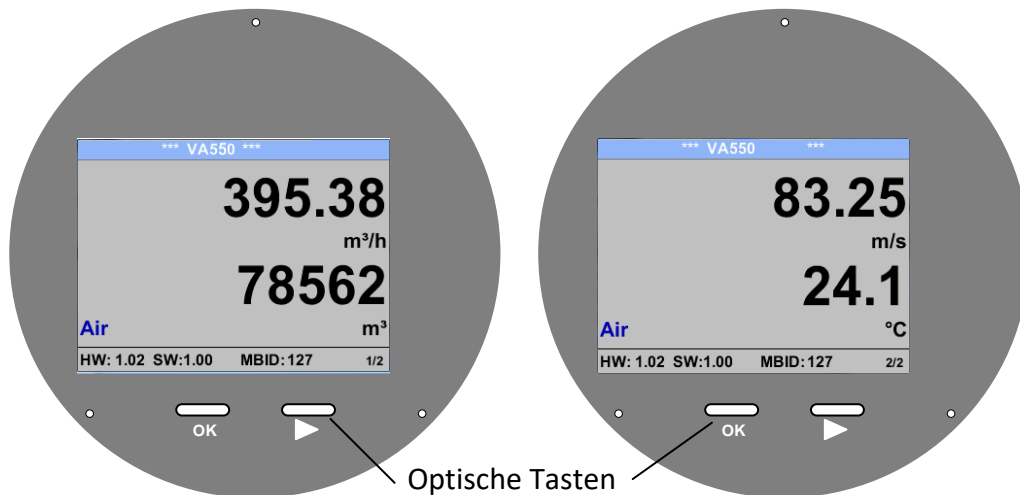 *** VA550 ***
395.38
m³/h
78562
Air m³
HW: 1.02 SW:1.00 MBID:127 1/2
OK
*** VA550 ***
83.25
m/s
24.1
Air °C
HW: 1.02 SW:1.00 MBID:127 2/2
OK
Optische Tasten